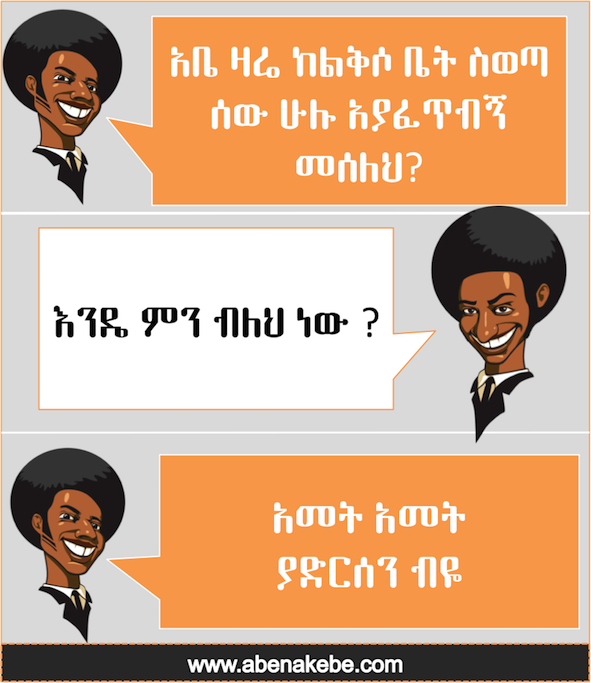 አቤ ዛሬ ከልቅሶ ቤት ስወጣ
ሰው ሁሉ አያፈጥብኝ
መሰለህ?
እንዴ ምን ብለህ ነው ?
አመት አመት
ያድርሰን ብዬ
www.abenakebe.com